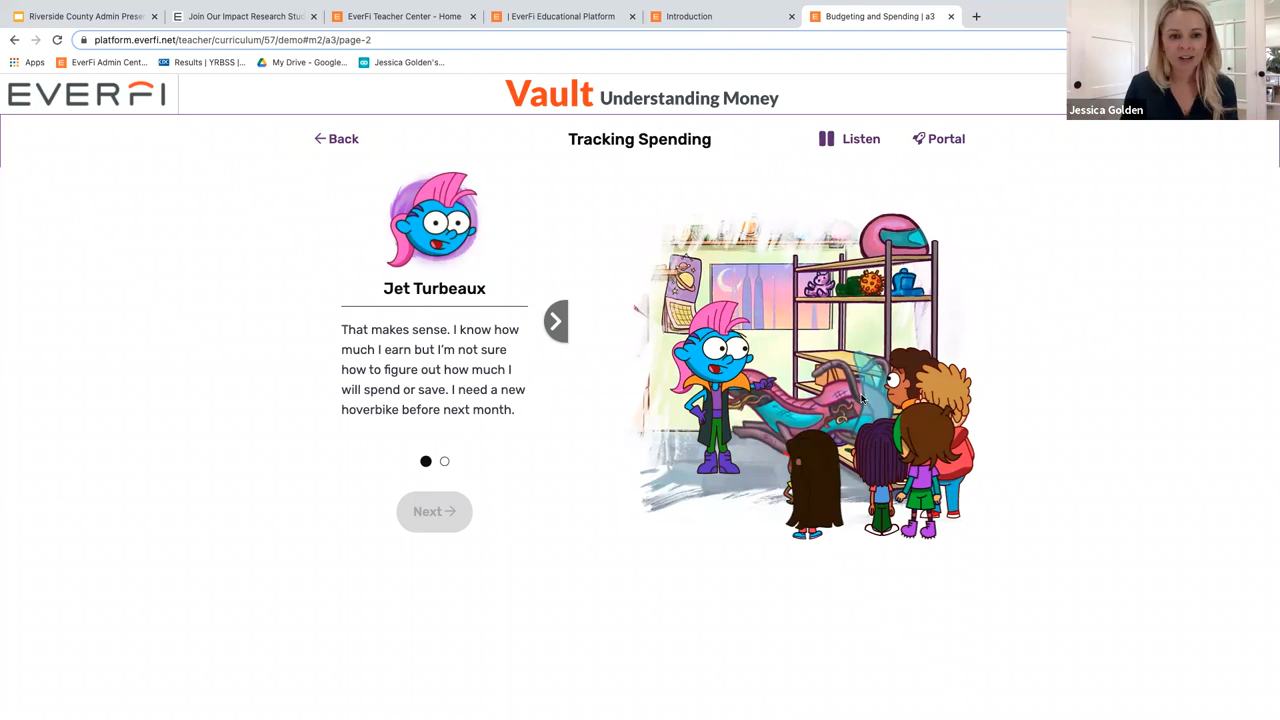 Riverside County Admin Presen
Join Our Impact Research Stud
EverFi Teacher Center - Home
| EverFi Educational Platform
Introduction
Budgeting and Spending | a3
platform.everfi.net/teacher/curriculum/57/demo#m2/a3/page-2
Apps
EverFi Admin Cent...
Results | YRBSS,...
My Drive - Google...
Jessica Golden's...
EVERFI
Vault Understanding Money
Jessica Golden
Back
Tracking Spending
Listen
Portal
Jet Turbeaux
That makes sense. I know how
much I earn but I'm not sure
how to figure out how much I
will spend or save. I need a new
hoverbike before next month.
Next